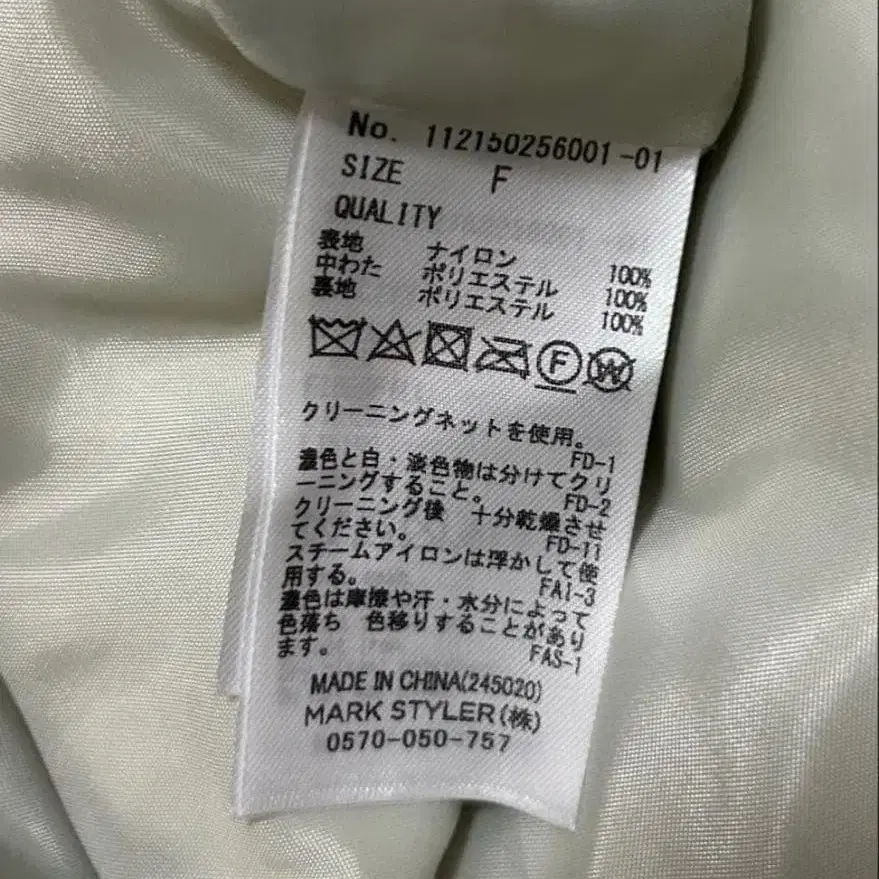 No. 112150256001-01
SIZE F
QUALITY
表地 ナイロン 100%
中わた ポリエステル 100%
裏地 ポリエステル 100%
F W
クリーニングネットを使用。
FD-1
濃色と白・淡色物は分けてクリ
ーニングすること。 FD-2
クリーニング後 十分乾燥させ
てください。 FD-11
スチームアイロンは浮かして使
用する。 FAI-3
濃色は摩擦や汗・水分によって
色落ち 色移りすることがあり
ます。 FAS-1
MADE IN CHINA(245020)
MARK STYLER(株)
0570-050-757